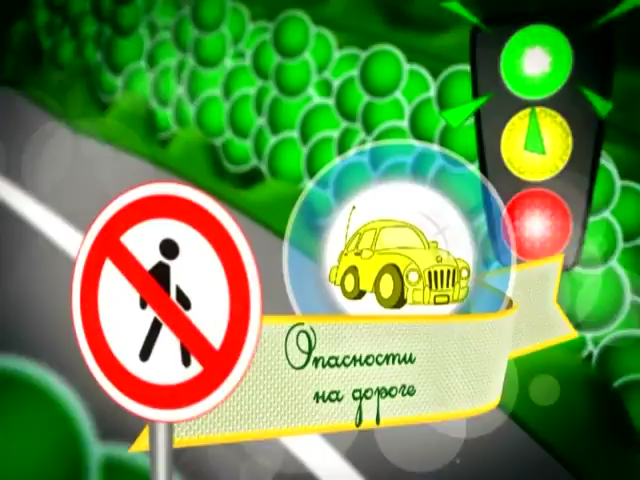 Опасности
на дороге